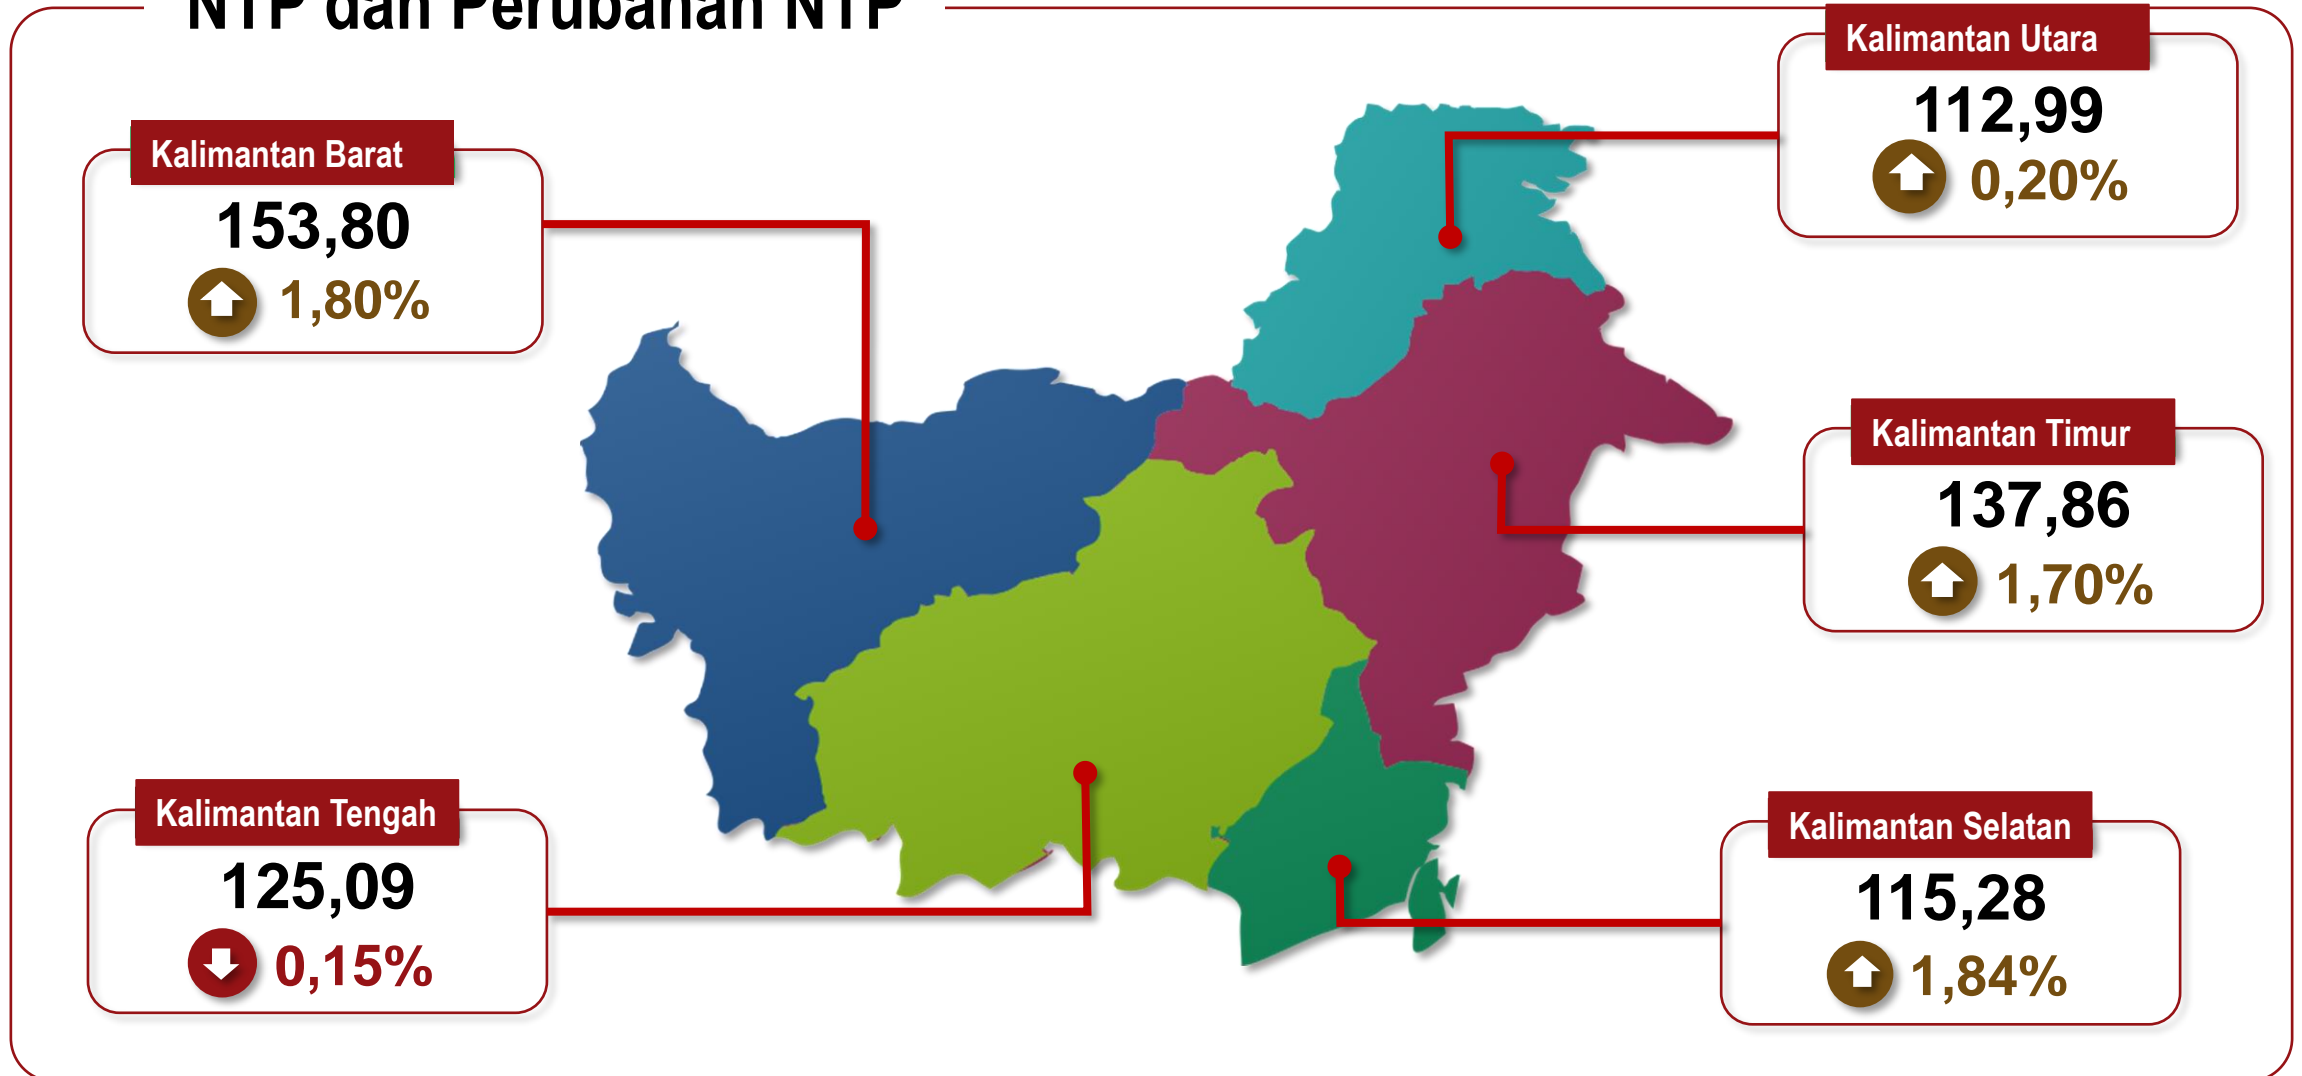 NTP dan Perubahan NTP
Kalimantan Utara
112,99
0,20%
Kalimantan Barat
153,80
1,80%
Kalimantan Timur
137,86
1,70%
Kalimantan Tengah
125,09
0,15%
Kalimantan Selatan
115,28
1,84%